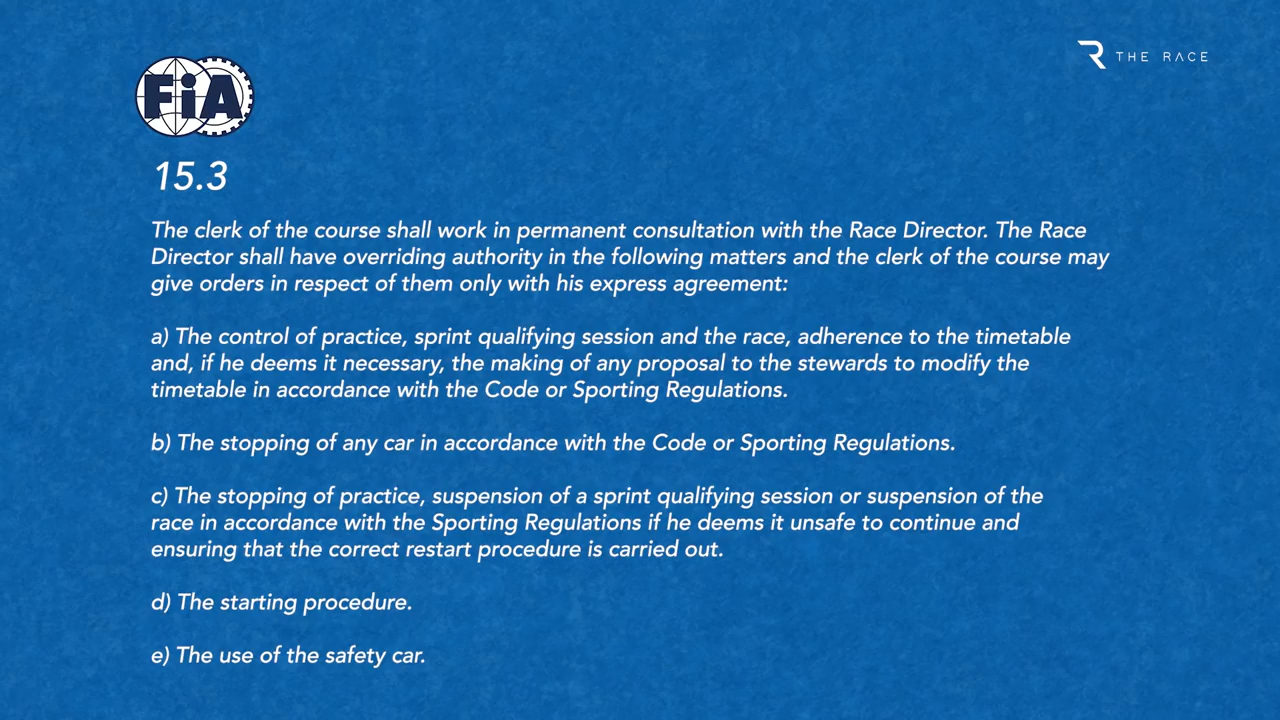 FiA
THE RACE
15.3
The clerk of the course shall work in permanent consultation with the Race Director. The Race
Director shall have overriding authority in the following matters and the clerk of the course may
give orders in respect of them only with his express agreement:
a) The control of practice, sprint qualifying session and the race, adherence to the timetable
and, if he deems it necessary, the making of any proposal to the stewards to modify the
timetable in accordance with the Code or Sporting Regulations.
b) The stopping of any car in accordance with the Code or Sporting Regulations.
c) The stopping of practice, suspension of a sprint qualifying session or suspension of the
race in accordance with the Sporting Regulations if he deems it unsafe to continue and
ensuring that the correct restart procedure is carried out.
d) The starting procedure.
e) The use of the safety car.